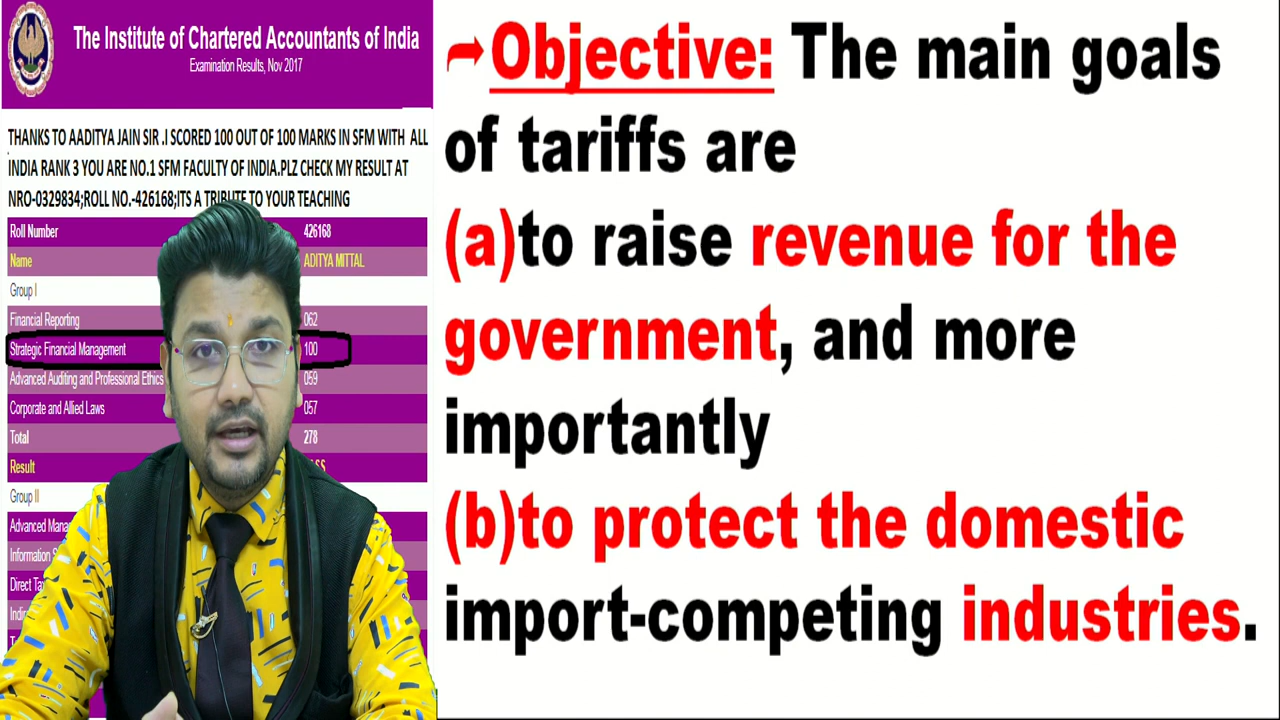 The Institute of Chartered Accountants of India
Examination Results, Nov 2017
THANKS TO AADITYA JAIN SIR .I SCORED 100 OUT OF 100 MARKS IN SFM WITH ALL
INDIA RANK 3 YOU ARE NO.1 SFM FACULTY OF INDIA.PLZ CHECK MY RESULT AT
NRO-0329834;ROLL NO.-426168;ITS A TRIBUTE TO YOUR TEACHING
Roll Number 426168
Name ADITYA MITTAL
Group I
Financial Reporting 062
Strategic Financial Management 100
Advanced Auditing and Professional Ethics 059
Corporate and Allied Laws 057
Total 278
Result
Group II
Advanced
Information
Direct
Objective: The main goals
of tariffs are
(a)to raise revenue for the
government, and more
importantly
(b)to protect the domestic
import-competing industries.